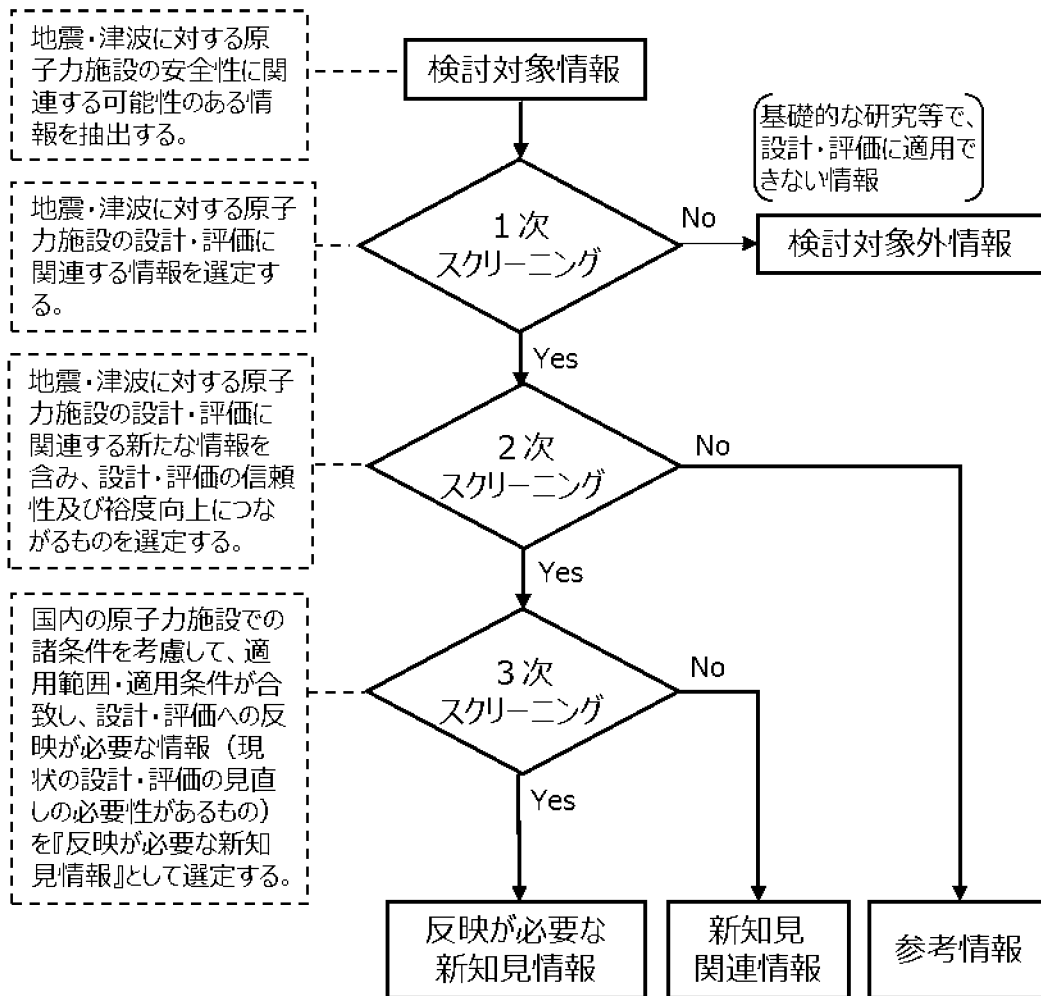 地震・津波に対する原
子力施設の安全性に関
連する可能性のある情
報を抽出する。
検討対象情報
基礎的な研究等で、
設計・評価に適用で
きない情報
地震・津波に対する原子
力施設の設計・評価に
関連する情報を選定す
る。
1次
スクリーニング
No
検討対象外情報
Yes
地震・津波に対する原子
力施設の設計・評価に
関連する新たな情報を
含み、設計・評価の信頼
性及び裕度向上につな
がるものを選定する。
2次
スクリーニング
No
Yes
国内の原子力施設での
諸条件を考慮して、適
用範囲・適用条件が合
致し、設計・評価への反
映が必要な情報（現
状の設計・評価の見直
しの必要性があるもの）
を『反映が必要な新知
見情報』として選定する。
3次
スクリーニング
No
Yes
反映が必要な
新知見情報
新知見
関連情報
参考情報